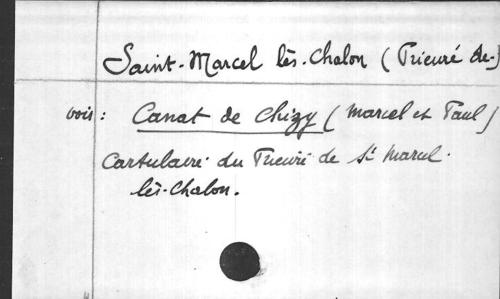 Saint-Marcel lès-Chalon (Prieuré de-)
voir: Canat de Chizy (Marcel et Paul)
Cartulaire du Prieuré de St Marcel-
lès-Chalon.